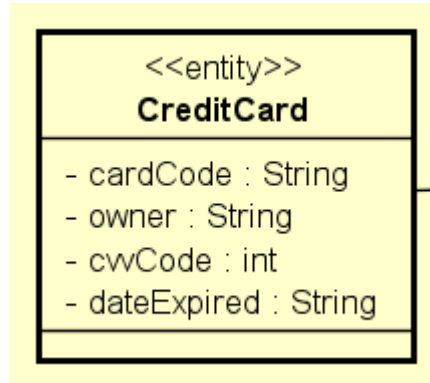 <<entity>>
CreditCard
- cardCode : String
- owner : String
- cvvCode : int
- dateExpired : String